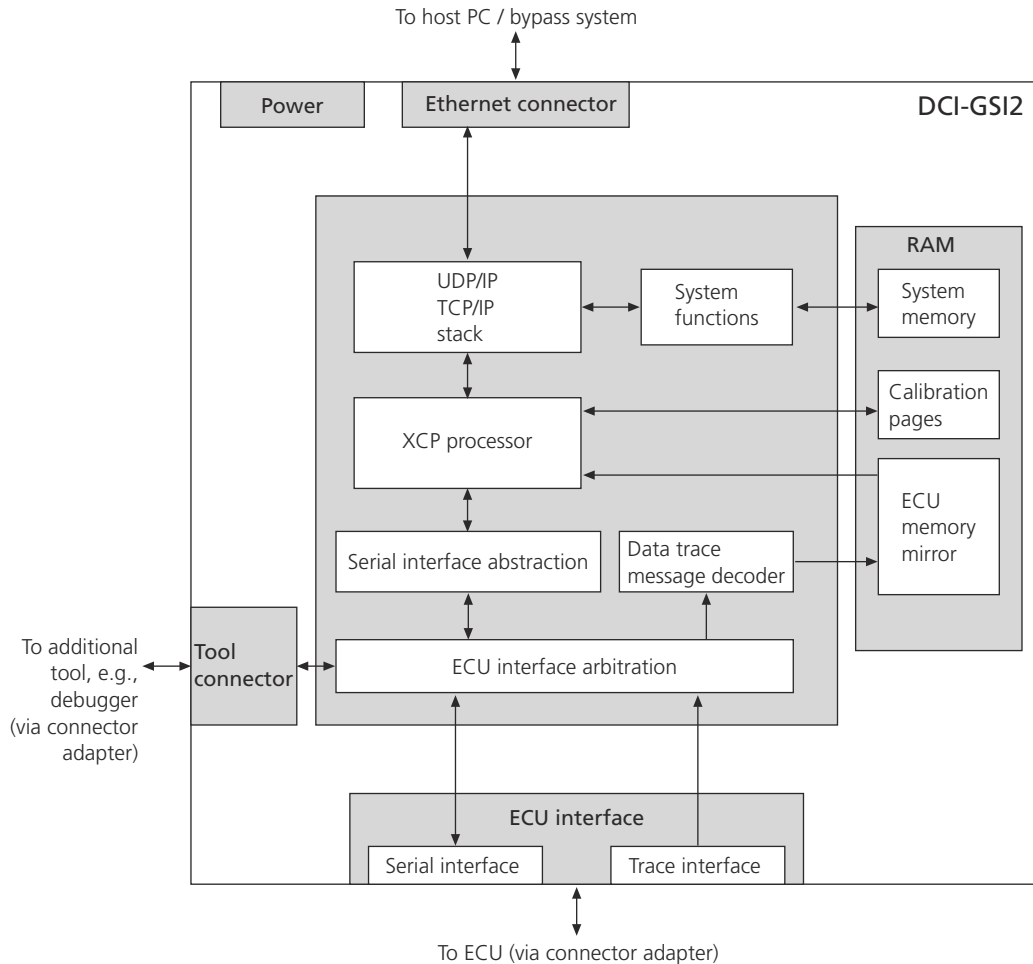 To host PC / bypass system
Power
Ethernet connector
DCI-GSI2
RAM
UDP/IP
TCP/IP
stack
System
functions
System
memory
Calibration
pages
XCP processor
ECU
memory
mirror
Serial interface abstraction
Data trace
message decoder
To additional
tool, e.g.,
debugger
(via connector
adapter)
Tool
connector
ECU interface arbitration
ECU interface
Serial interface
Trace interface
To ECU (via connector adapter)